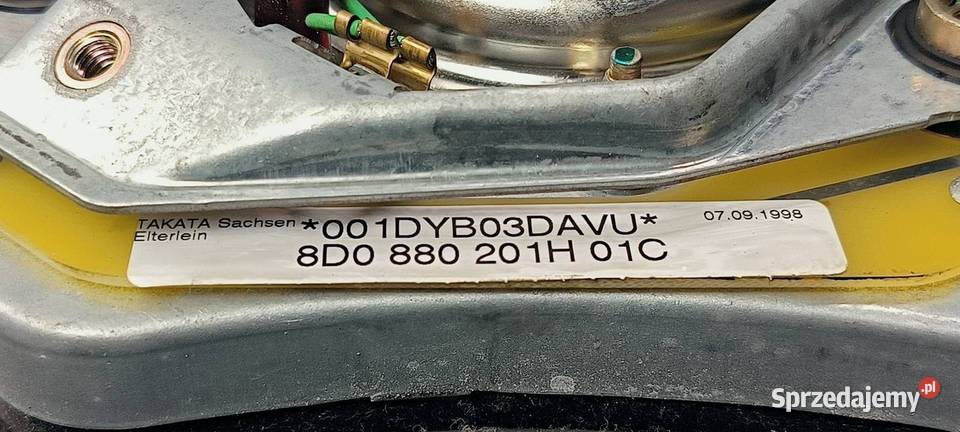 TAKATA Sachsen *001DYB03DAVU* 07.09.1998
Elterlein
8D0 880 201H 01C
Sprzedajemy.pl